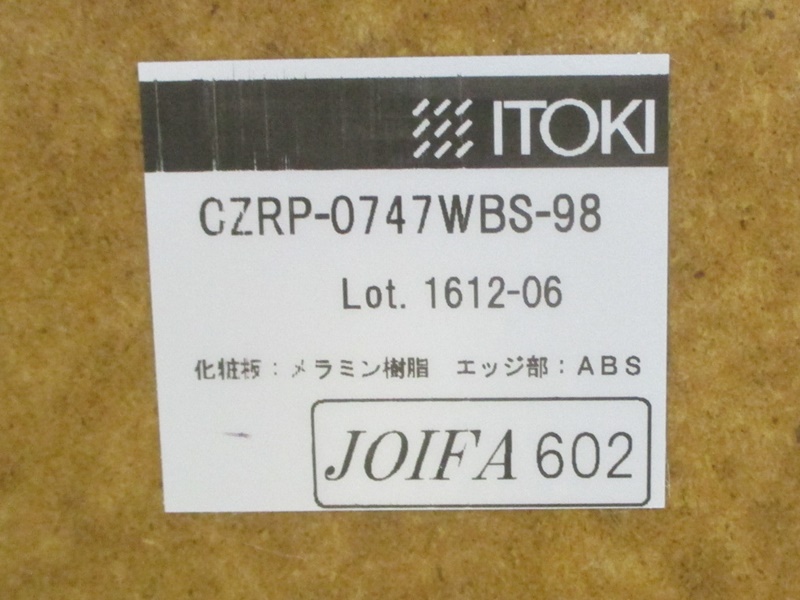 ITOKI
CZRP-0747WBS-98
Lot. 1612-06
化粧板：メラミン樹脂　エッジ部：ABS
JOIFA 602